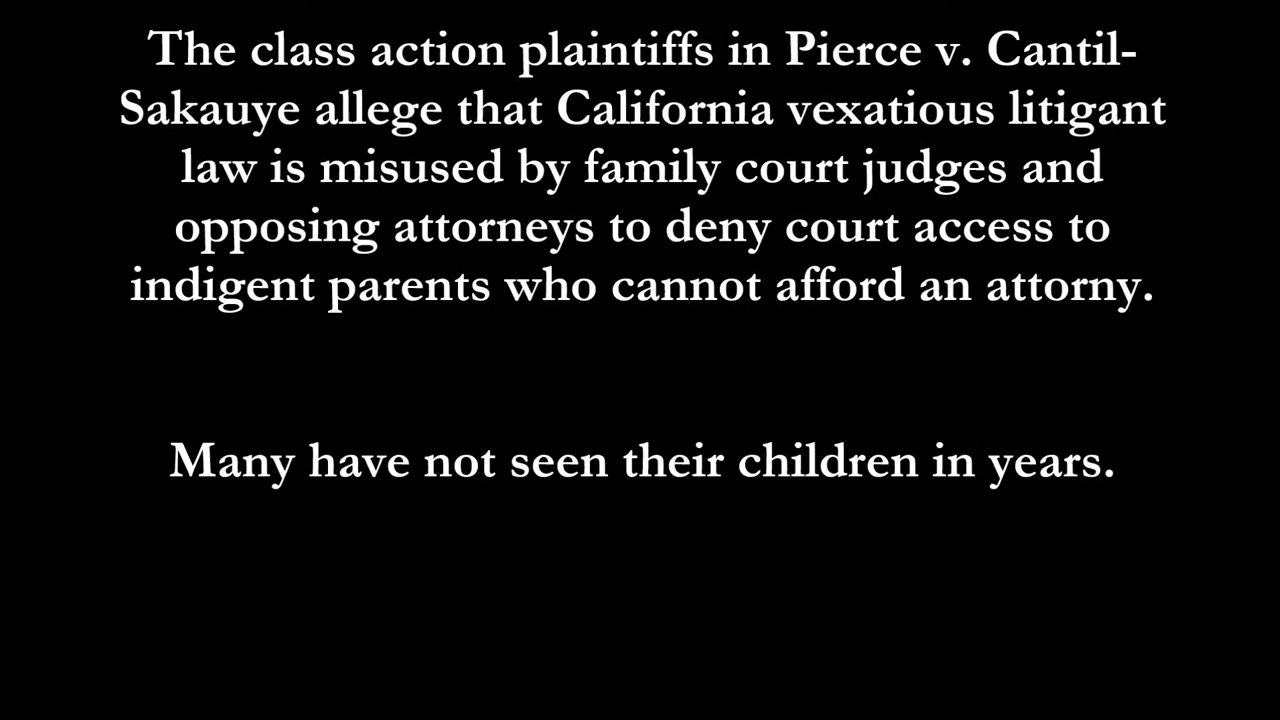 The class action plaintiffs in Pierce v. Cantil-
Sakauye allege that California vexatious litigant
law is misused by family court judges and
opposing attorneys to deny court access to
indigent parents who cannot afford an attorny.
Many have not seen their children in years.